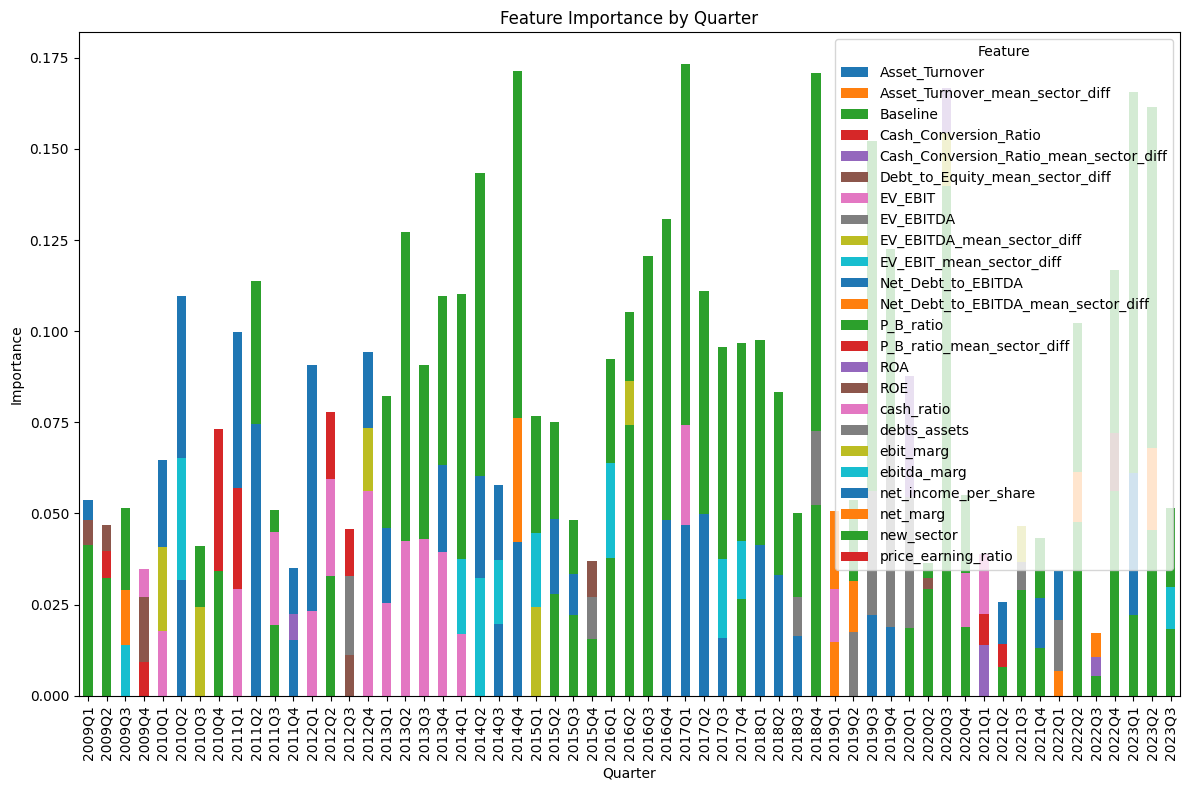 Feature Importance by Quarter
Importance
0.175
0.150
0.125
0.100
0.075
0.050
0.025
0.000
Feature
Asset_Turnover
Asset_Turnover_mean_sector_diff
Baseline
Cash_Conversion_Ratio
Cash_Conversion_Ratio_mean_sector_diff
Debt_to_Equity_mean_sector_diff
EV_EBIT
EV_EBITDA
EV_EBITDA_mean_sector_diff
EV_EBIT_mean_sector_diff
Net_Debt_to_EBITDA
Net_Debt_to_EBITDA_mean_sector_diff
P_B_ratio
P_B_ratio_mean_sector_diff
ROA
ROE
cash_ratio
debts_assets
ebit_marg
ebitda_marg
net_income_per_share
net_marg
new_sector
price_earning_ratio
2009Q1
2009Q2
2009Q3
2009Q4
2010Q1
2010Q2
2010Q3
2010Q4
2011Q1
2011Q2
2011Q3
2011Q4
2012Q1
2012Q2
2012Q3
2012Q4
2013Q1
2013Q2
2013Q3
2013Q4
2014Q1
2014Q2
2014Q3
2014Q4
2015Q1
2015Q2
2015Q3
2015Q4
2016Q1
2016Q2
2016Q3
2016Q4
2017Q1
2017Q2
2017Q3
2017Q4
2018Q1
2018Q2
2018Q3
2018Q4
2019Q1
2019Q2
2019Q3
2019Q4
2020Q1
2020Q2
2020Q3
2020Q4
2021Q1
2021Q2
2021Q3
2021Q4
2022Q1
2022Q2
2022Q3
2022Q4
2023Q1
2023Q2
2023Q3
Quarter